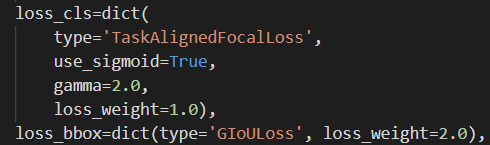 loss_cls=dict(
    type='TaskAlignedFocalLoss',
    use_sigmoid=True,
    gamma=2.0,
    loss_weight=1.0),
loss_bbox=dict(type='GIoULoss', loss_weight=2.0),